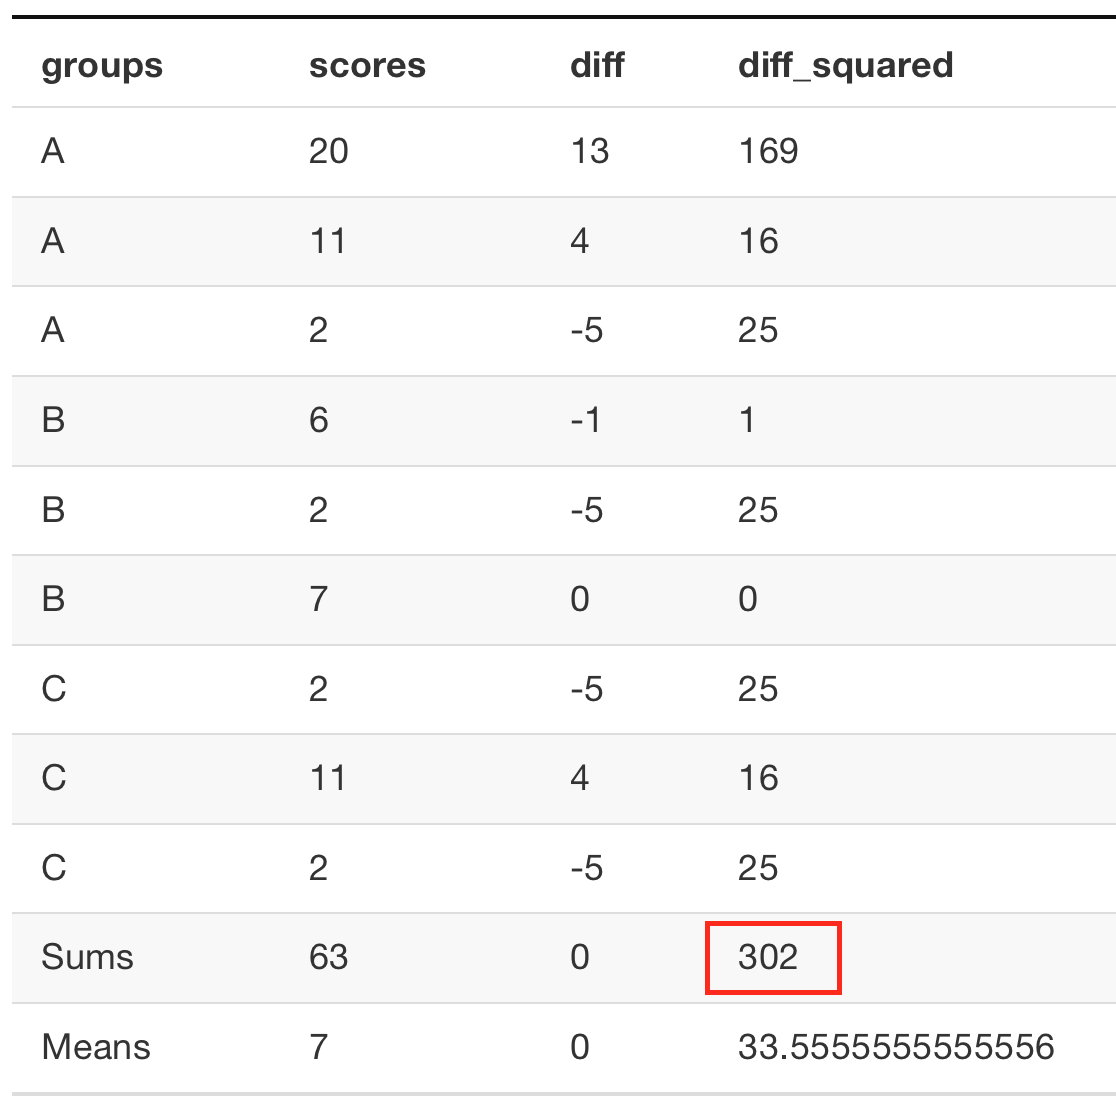 groups scores diff diff_squared
A 20 13 169
A 11 4 16
A 2 -5 25
B 6 -1 1
B 2 -5 25
B 7 0 0
C 2 -5 25
C 11 4 16
C 2 -5 25
Sums 63 0 302
Means 7 0 33.5555555555556